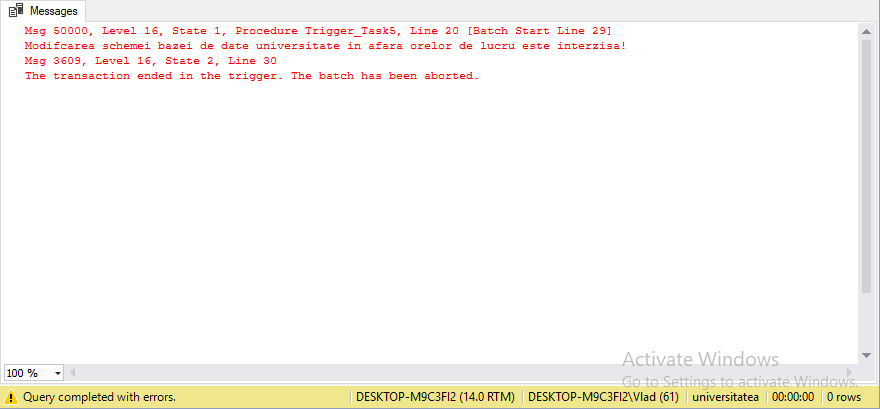 Messages
Msg 50000, Level 16, State 1, Procedure Trigger_Task5, Line 20 [Batch Start Line 29]
Modifcarea schemei bazei de date universitate in afara orelor de lucru este interzisa!
Msg 3609, Level 16, State 2, Line 30
The transaction ended in the trigger. The batch has been aborted.
Activate Windows
Go to Settings to activate Windows.
100 %
Query completed with errors. DESKTOP-M9C3FI2 (14.0 RTM) DESKTOP-M9C3FI2\Vlad (61) universitatea 00:00:00 0 rows